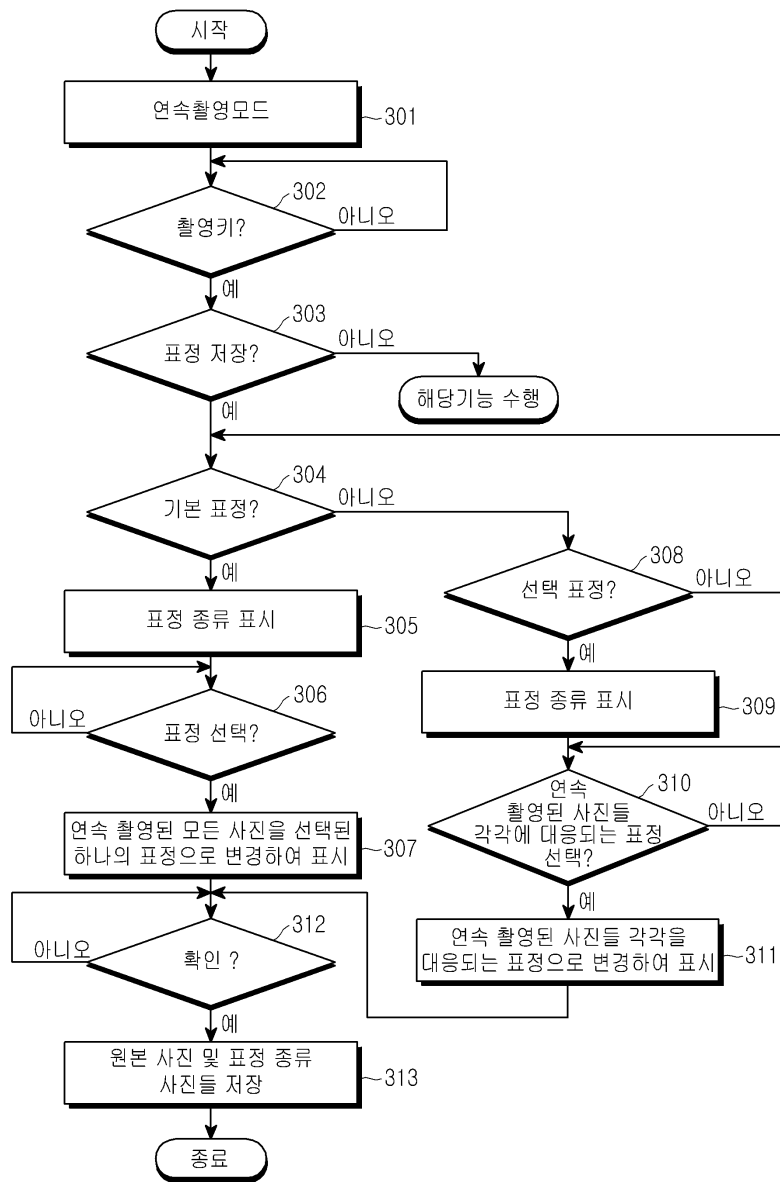 시작
연속촬영모드
301
302
촬영키?
아니오
예
303
표정 저장?
아니오
해당기능 수행
예
304
기본 표정?
아니오
예
308
선택 표정?
아니오
예
표정 종류 표시
305
표정 종류 표시
309
306
표정 선택?
아니오
예
310
연속
촬영된 사진들
각각에 대응되는 표정
선택?
아니오
예
연속 촬영된 모든 사진을 선택된
하나의 표정으로 변경하여 표시
307
연속 촬영된 사진들 각각을
대응되는 표정으로 변경하여 표시
311
312
확인 ?
아니오
예
원본 사진 및 표정 종류
사진들 저장
313
종료